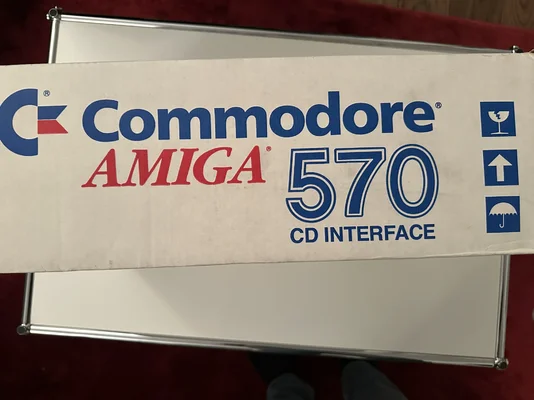 Commodore®
AMIGA®
570
CD INTERFACE